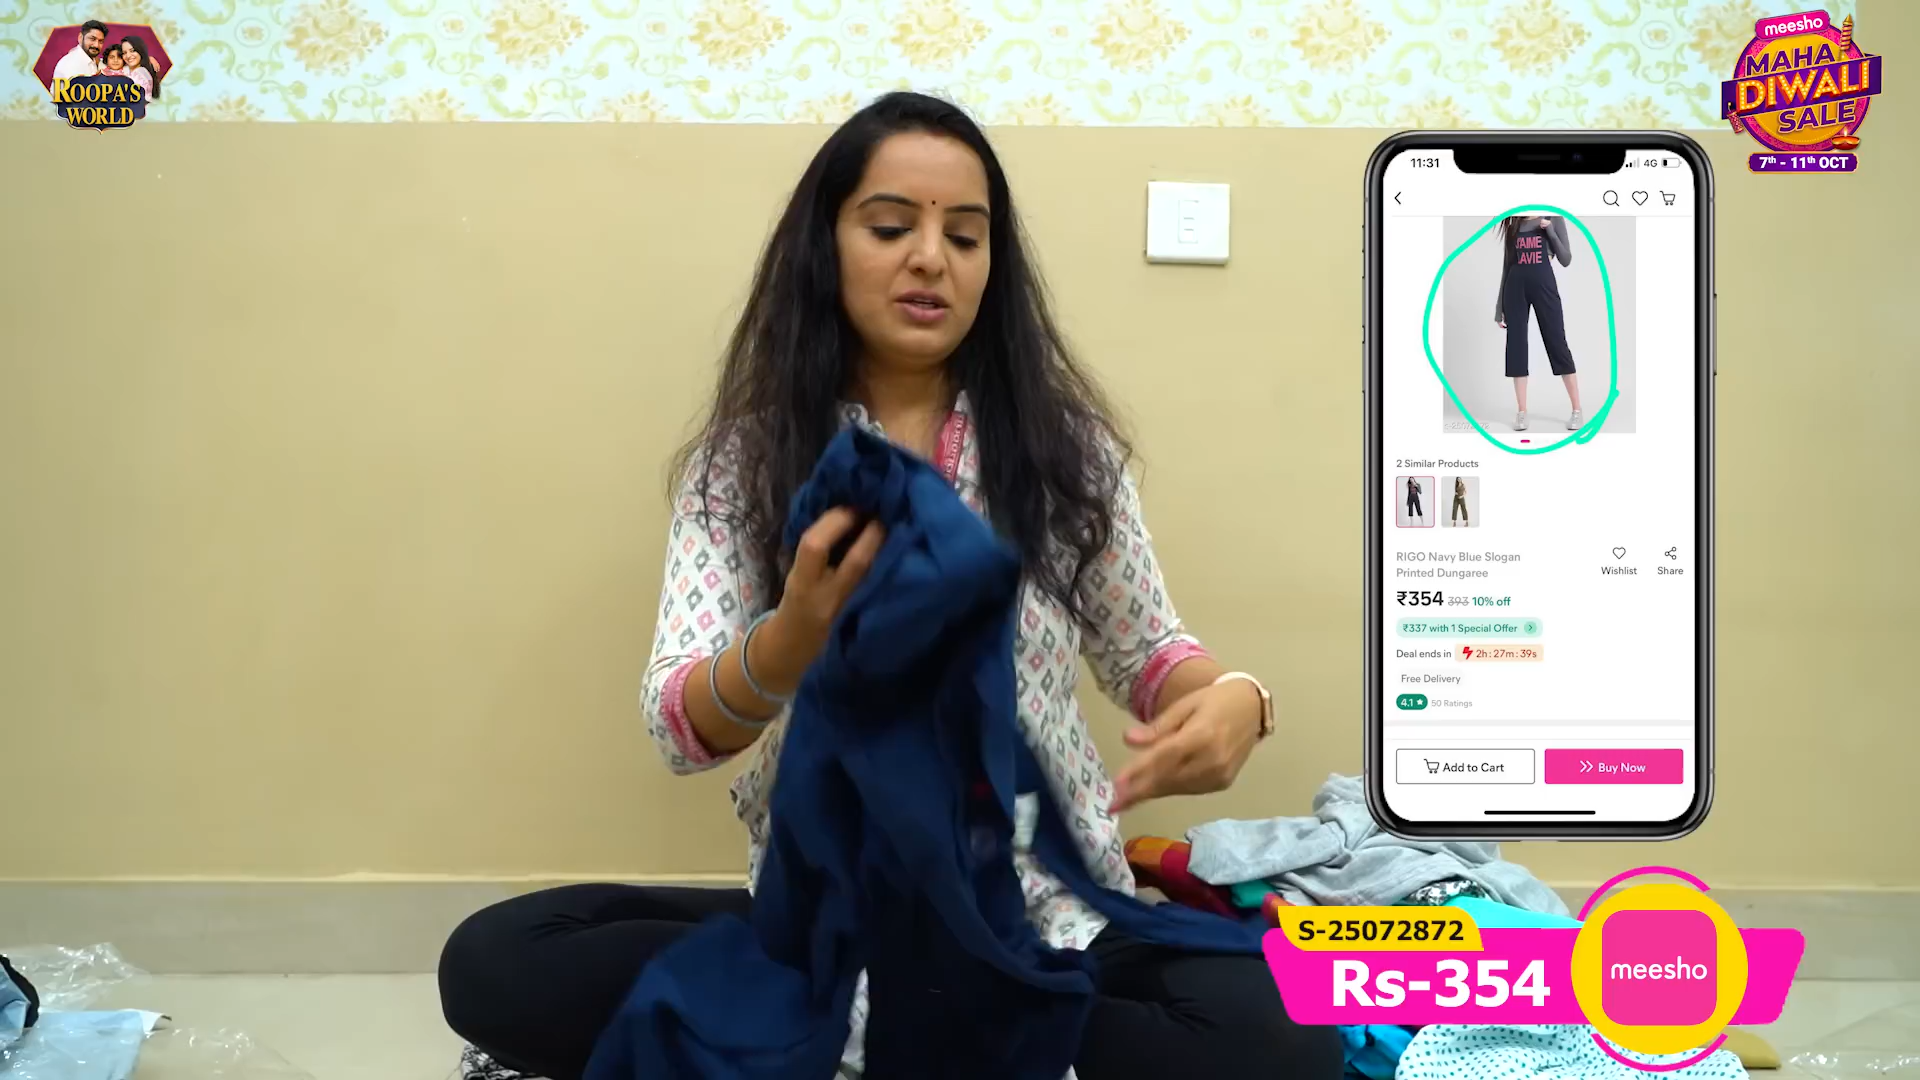 ROOPA'S
WORLD
meesho
MAHA
DIWALI
SALE
7th - 11th OCT
11:31
4G
J'AIME
LAVIE
S-25072872
2 Similar Products
RIGO Navy Blue Slogan
Printed Dungaree
Wishlist
Share
₹354 393 10% off
₹337 with 1 Special Offer
Deal ends in 2h : 27m : 39s
Free Delivery
4.1 ★ 50 Ratings
Add to Cart
Buy Now
S-25072872
Rs-354
meesho